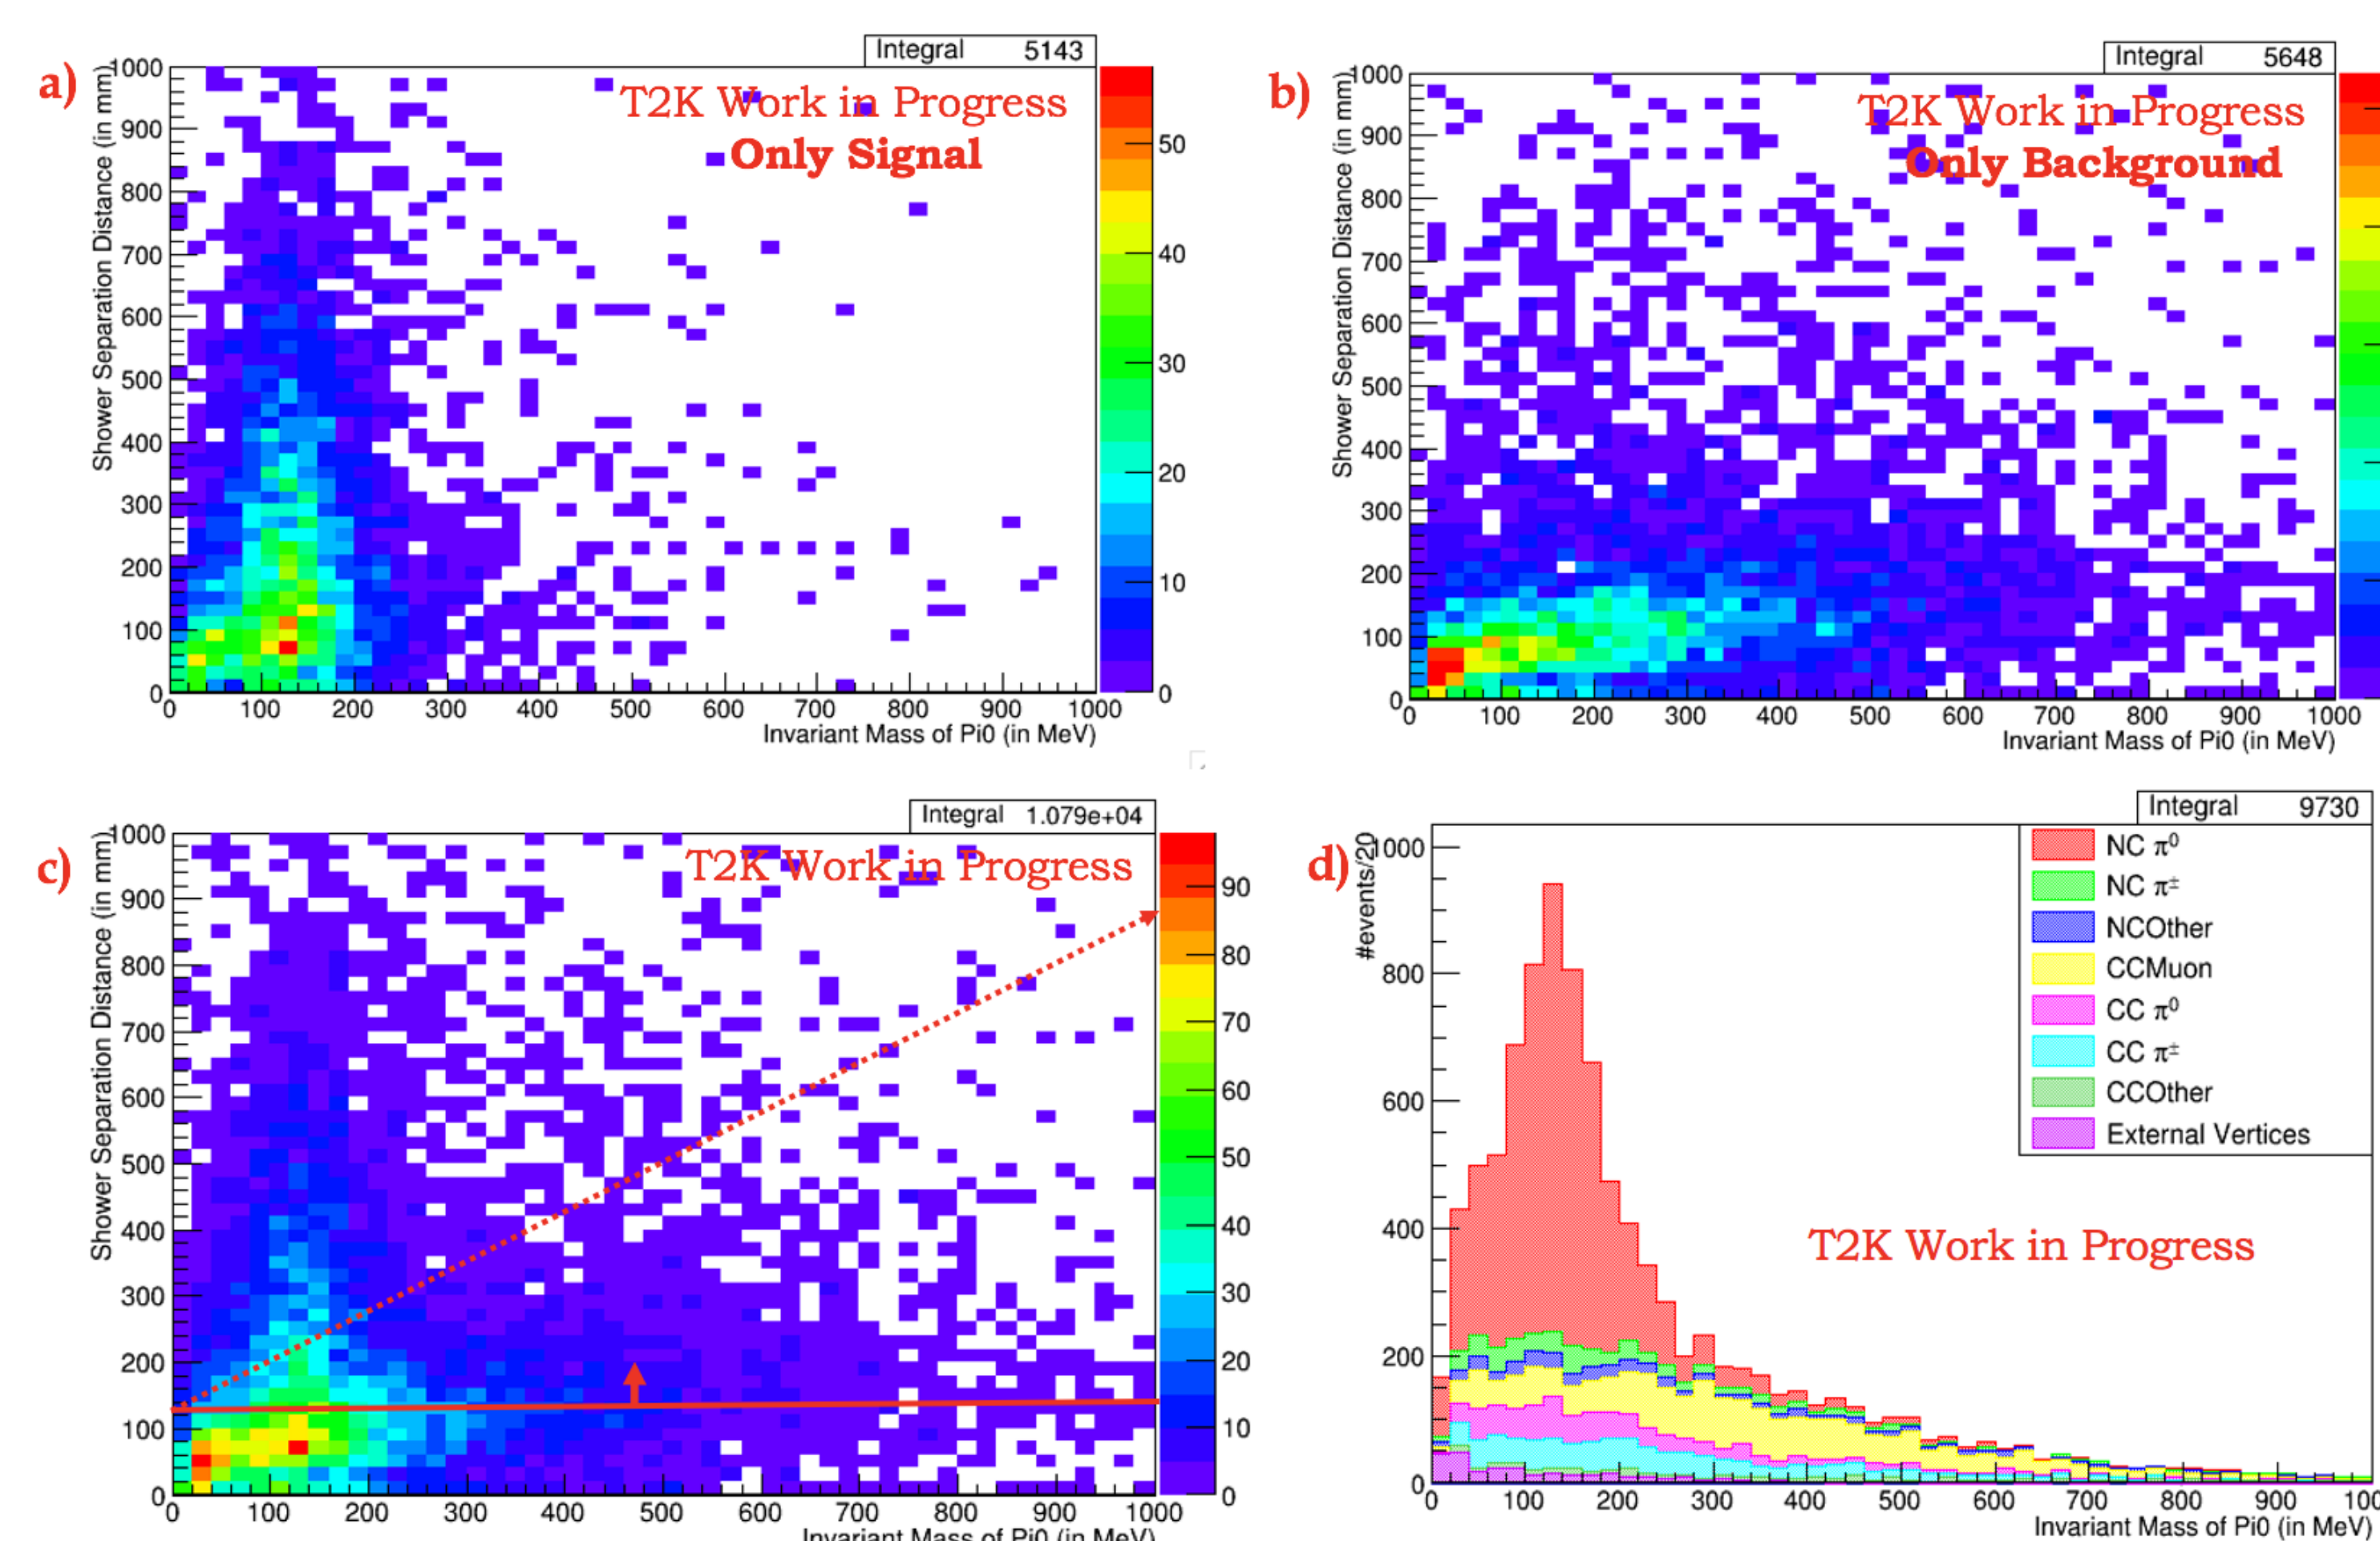 a)
Integral 5143
T2K Work in Progress
Only Signal
Shower Separation Distance (in mm)
1000
900
800
700
600
500
400
300
200
100
0
0 100 200 300 400 500 600 700 800 900 1000
Invariant Mass of Pi0 (in MeV)
50
40
30
20
10
0
b)
Integral 5648
T2K Work in Progress
Only Background
Shower Separation Distance (in mm)
1000
900
800
700
600
500
400
300
200
100
0
0 100 200 300 400 500 600 700 800 900 1000
Invariant Mass of Pi0 (in MeV)
c)
Integral 1.079e+04
T2K Work in Progress
Shower Separation Distance (in mm)
1000
900
800
700
600
500
400
300
200
100
0
0 100 200 300 400 500 600 700 800 900 1000
Invariant Mass of Pi0 (in MeV)
90
80
70
60
50
40
30
20
10
0
d)
Integral 9730
#events/20
1000
800
600
400
200
0
NC π⁰
NC π±
NCOther
CCMuon
CC π⁰
CC π±
CCOther
External Vertices
T2K Work in Progress
0 100 200 300 400 500 600 700 800 900 100
Invariant Mass of Pi0 (in MeV)